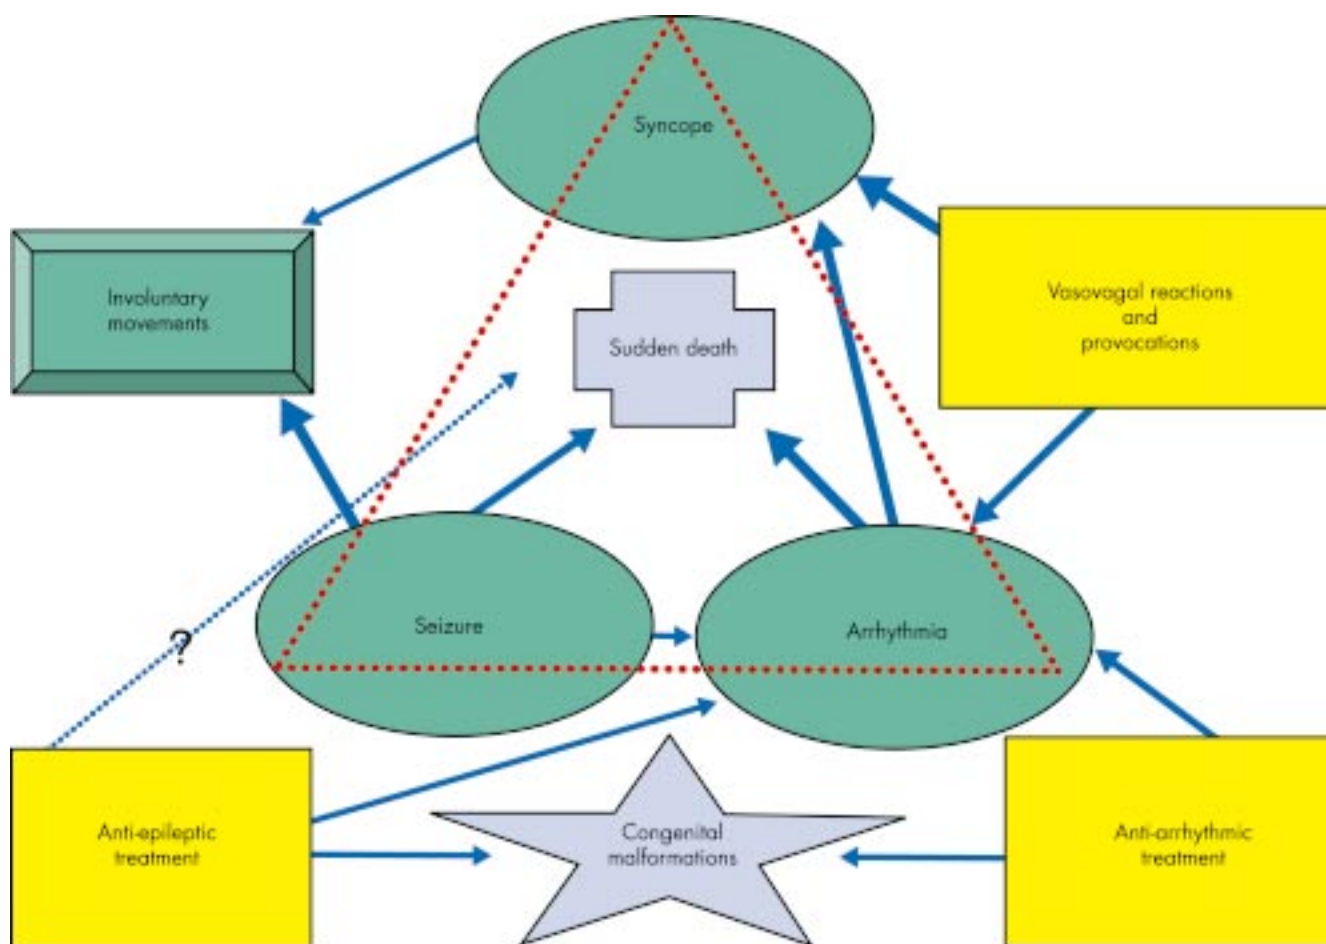 Syncope
Involuntary
movements
Sudden death
Vasovagal reactions
and
provocations
Seizure
Arrhythmia
?
Anti-epileptic
treatment
Congenital
malformations
Anti-arrhythmic
treatment